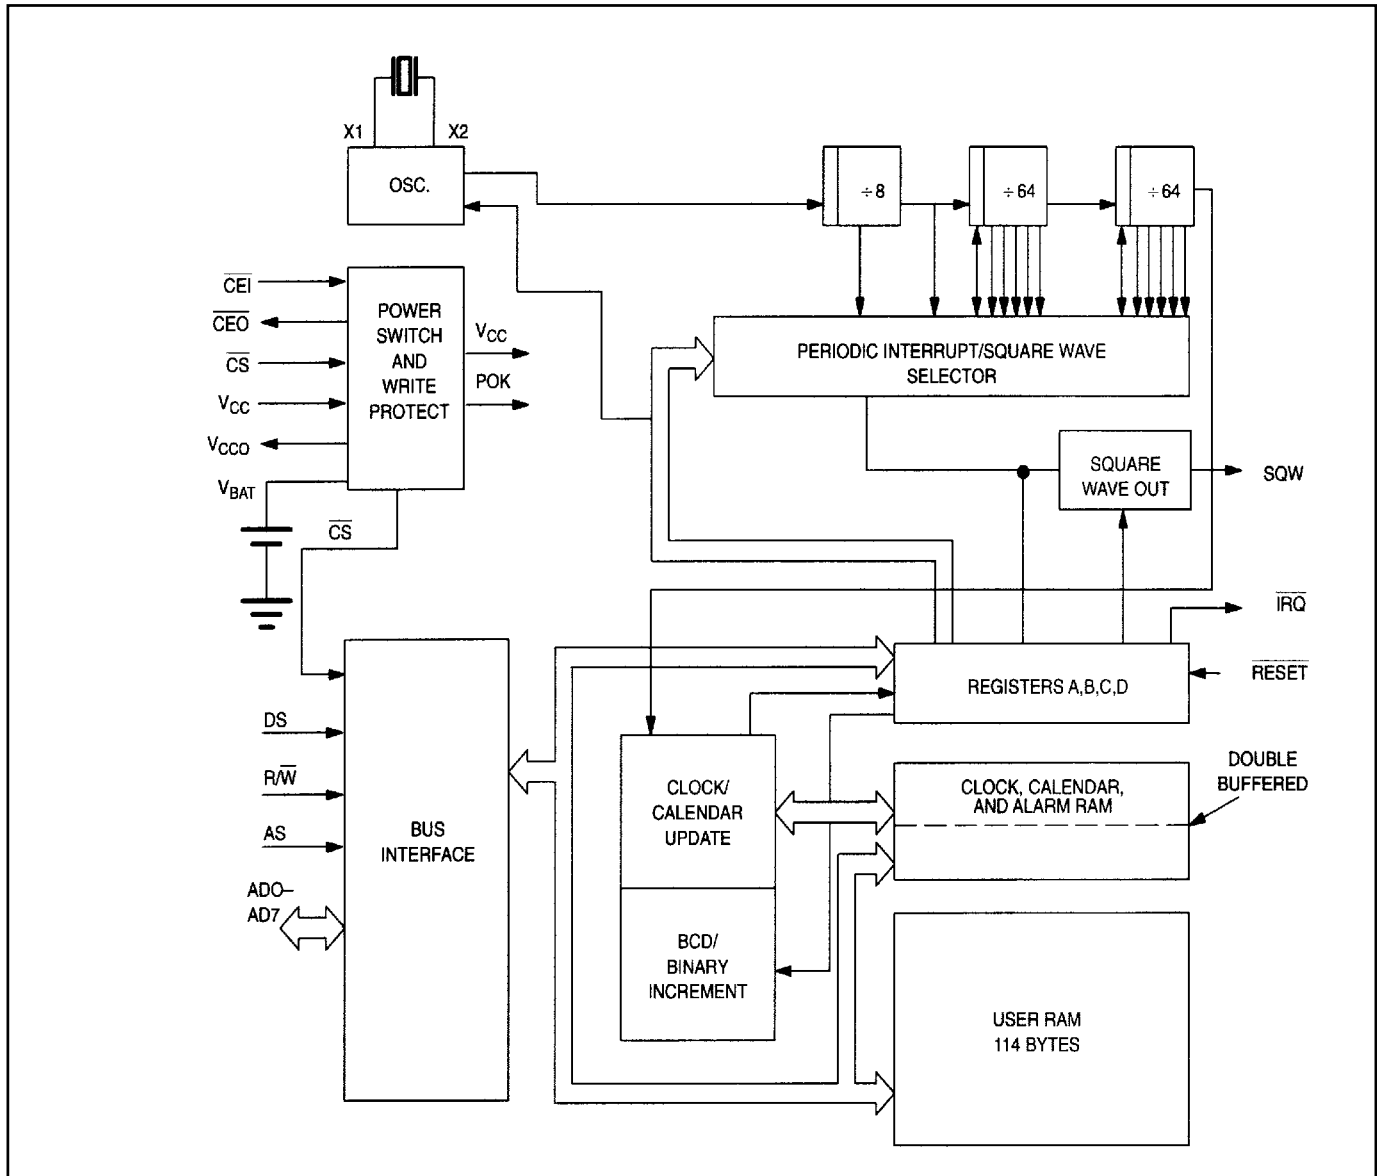 X1
X2
OSC.
÷8
÷64
÷64
CEI
CEO
CS
VCC
VCCO
VBAT
POWER
SWITCH
AND
WRITE
PROTECT
VCC
POK
CS
PERIODIC INTERRUPT/SQUARE WAVE
SELECTOR
SQUARE
WAVE OUT
SQW
IRQ
RESET
REGISTERS A,B,C,D
DS
R/W
AS
ADO–
AD7
BUS
INTERFACE
CLOCK/
CALENDAR
UPDATE
BCD/
BINARY
INCREMENT
CLOCK, CALENDAR,
AND ALARM RAM
DOUBLE
BUFFERED
USER RAM
114 BYTES